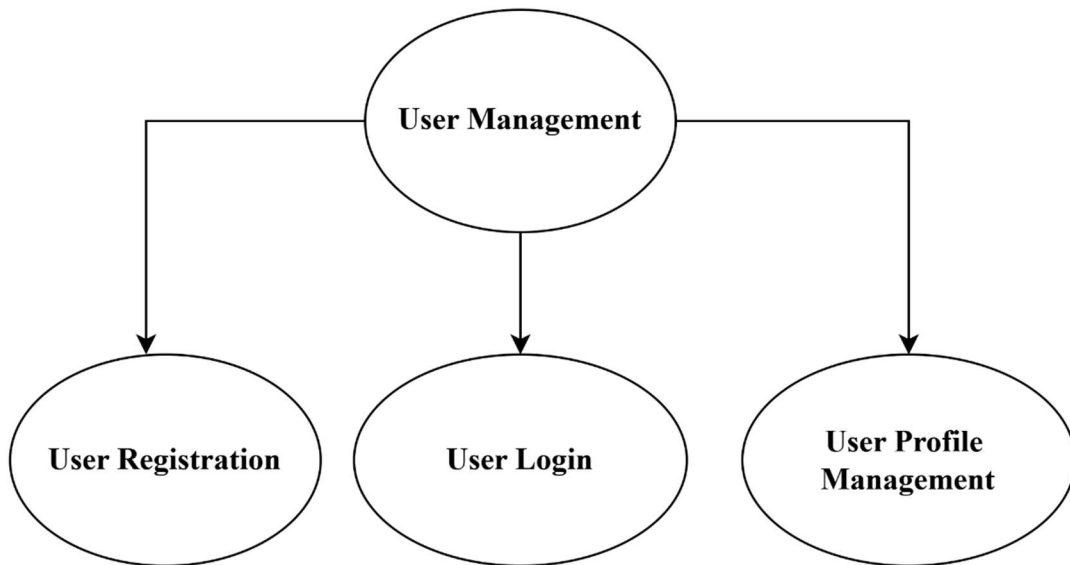 User Management
User Registration
User Login
User Profile
Management